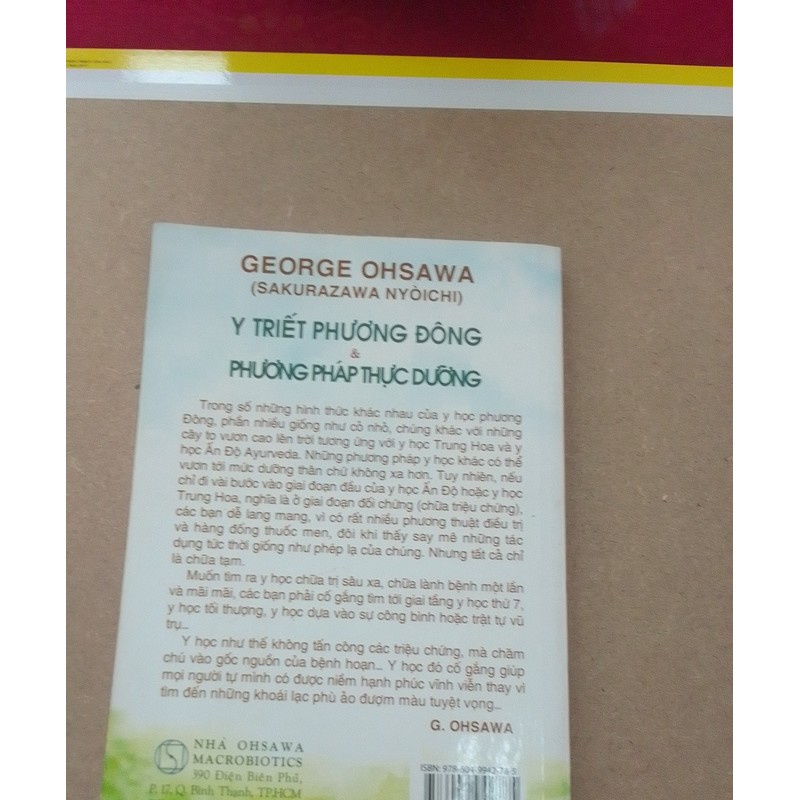 GEORGE OHSAWA
(SAKURAZAWA NYÒICHI)
Y TRIẾT PHƯƠNG ĐÔNG
&
PHƯƠNG PHÁP THỰC DƯỠNG
Trong số những hình thức khác nhau của y học phương
Đông, phần nhiều giống như cỏ nhỏ, chúng khác với những
cây to vươn cao lên trời tương ứng với y học Trung Hoa và y
học Ấn Độ Ayurveda. Những phương pháp y học khác có thể
vươn tới mức dưỡng thân chứ không xa hơn. Tuy nhiên, nếu
chỉ đi vài bước vào giai đoạn đầu của y học Ấn Độ hoặc y học
Trung Hoa, nghĩa là ở giai đoạn đối chứng (chữa triệu chứng),
các bạn dễ lang mang, vì có rất nhiều phương thuật điều trị
và hàng đống thuốc men, đôi khi thấy say mê những tác
dụng tức thời giống như phép lạ của chúng. Nhưng tất cả chỉ
là chữa tạm.
Muốn tìm ra y học chữa trị sâu xa, chữa lành bệnh một lần
và mãi mãi, các bạn phải cố gắng tìm tới giai tầng y học thứ 7,
y học tối thượng, y học dựa vào sự công bình hoặc trật tự vũ
trụ...
Y học như thế không tấn công các triệu chứng, mà chăm
chú vào gốc nguồn của bệnh hoạn... Y học đó cố gắng giúp
mọi người tự mình có được niềm hạnh phúc vĩnh viễn thay vì
tìm đến những khoái lạc phù ảo đượm màu tuyệt vọng...
G. OHSAWA
NHÀ OHSAWA
MACROBIOTICS
390 Điện Biên Phủ,
P. 17, Q. Bình Thạnh, TP.HCM
ISBN: 978-604-9942-76-5